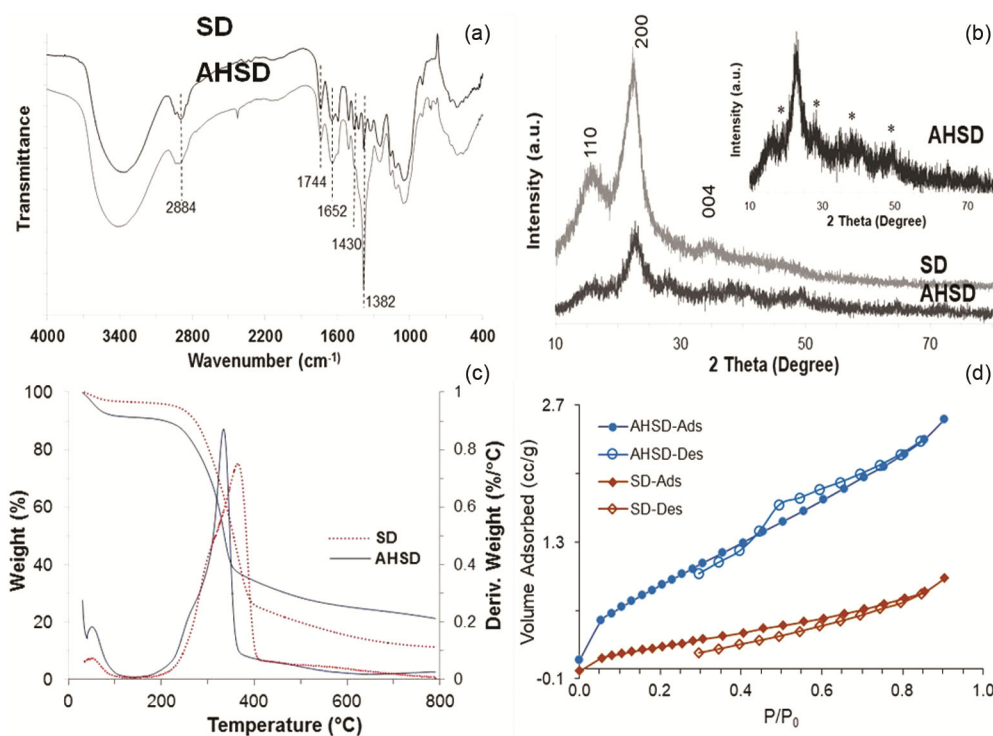 (a)
SD
AHSD
Transmittance
2884
1744
1652
1430
1382
4000 3400 2800 2200 1600 1000 400
Wavenumber (cm-1)
(b)
200
110
004
Intensity (a.u.)
SD
AHSD
10 30 50 70
2 Theta (Degree)
Intensity (a.u.)
* * * *
AHSD
10 30 50 70
2 Theta (Degree)
(c)
100
80
60
40
20
0
Weight (%)
SD
AHSD
1
0.8
0.6
0.4
0.2
0
Deriv. Weight (%/°C)
0 200 400 600 800
Temperature (°C)
(d)
2.7
1.3
-0.1
Volume Adsorbed (cc/g)
AHSD-Ads
AHSD-Des
SD-Ads
SD-Des
0.0 0.2 0.4 0.6 0.8 1.0
P/P0